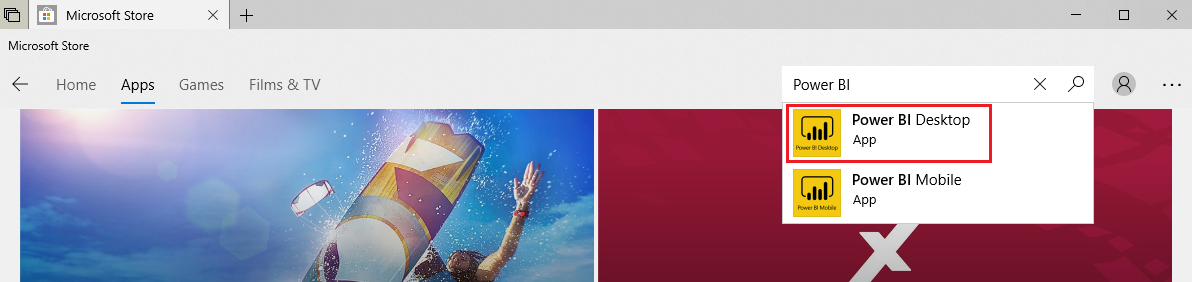 Microsoft Store
Microsoft Store
Home Apps Games Films & TV
Power BI
Power BI Desktop
App
Power BI Desktop
Power BI Mobile
App
Power BI Mobile
X